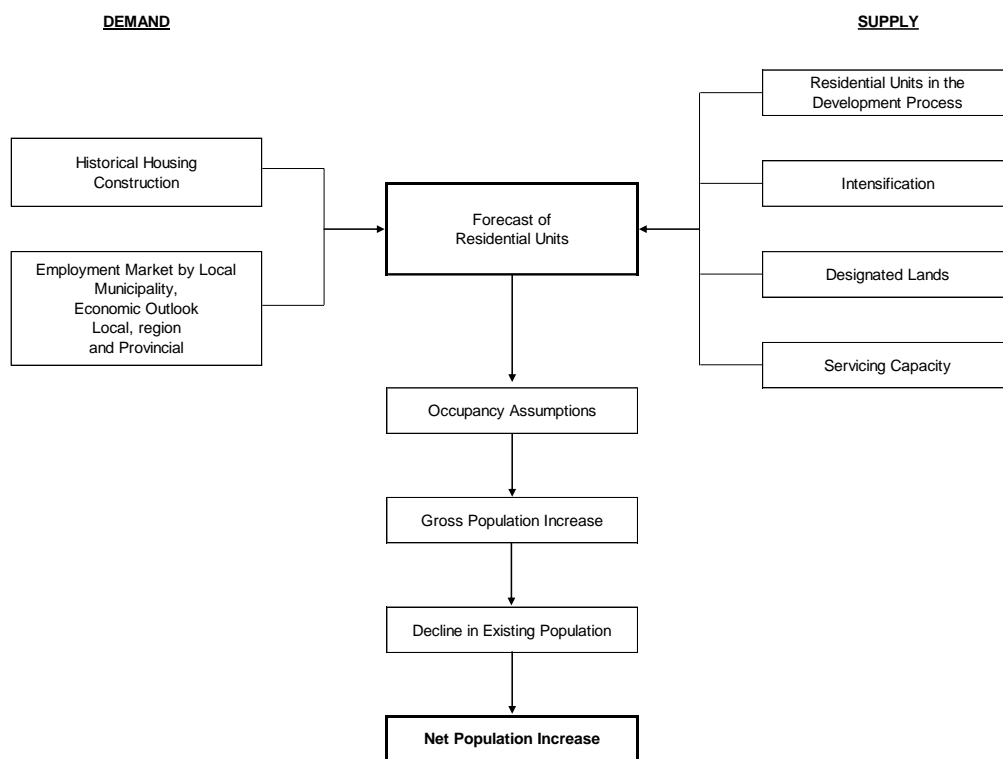 DEMAND
SUPPLY
Residential Units in the
Development Process
Historical Housing
Construction
Intensification
Forecast of
Residential Units
Employment Market by Local
Municipality,
Economic Outlook
Local, region
and Provincial
Designated Lands
Servicing Capacity
Occupancy Assumptions
Gross Population Increase
Decline in Existing Population
Net Population Increase